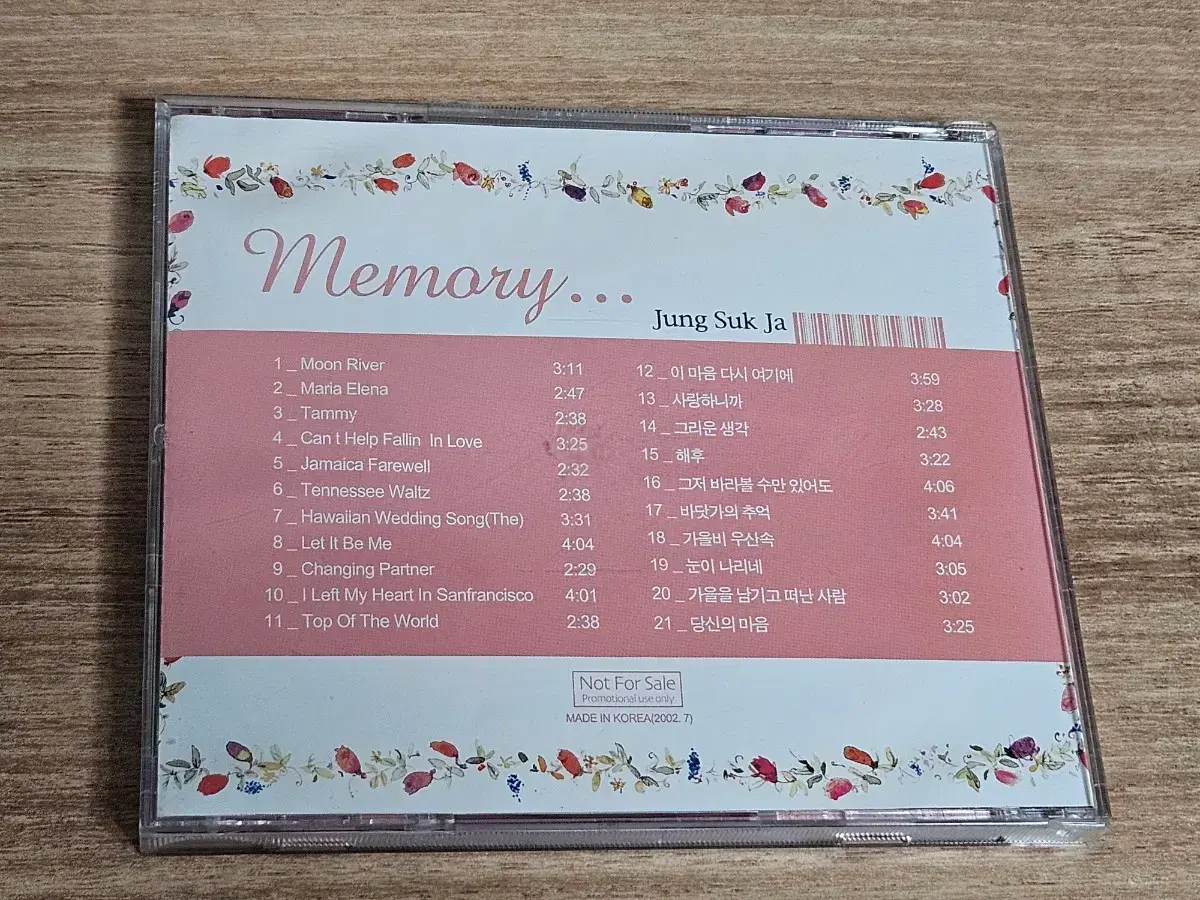 Memory...
Jung Suk Ja
1 _ Moon River 3:11
2 _ Maria Elena 2:47
3 _ Tammy 2:38
4 _ Can t Help Fallin In Love 3:25
5 _ Jamaica Farewell 2:32
6 _ Tennessee Waltz 2:38
7 _ Hawaiian Wedding Song(The) 3:31
8 _ Let It Be Me 4:04
9 _ Changing Partner 2:29
10 _ I Left My Heart In Sanfrancisco 4:01
11 _ Top Of The World 2:38
12 _ 이 마음 다시 여기에 3:59
13 _ 사랑하니까 3:28
14 _ 그리운 생각 2:43
15 _ 해후 3:22
16 _ 그저 바라볼 수만 있어도 4:06
17 _ 바닷가의 추억 3:41
18 _ 가을비 우산속 4:04
19 _ 눈이 나리네 3:05
20 _ 가을을 남기고 떠난 사람 3:02
21 _ 당신의 마음 3:25
Not For Sale
Promotional use only
MADE IN KOREA(2002. 7)